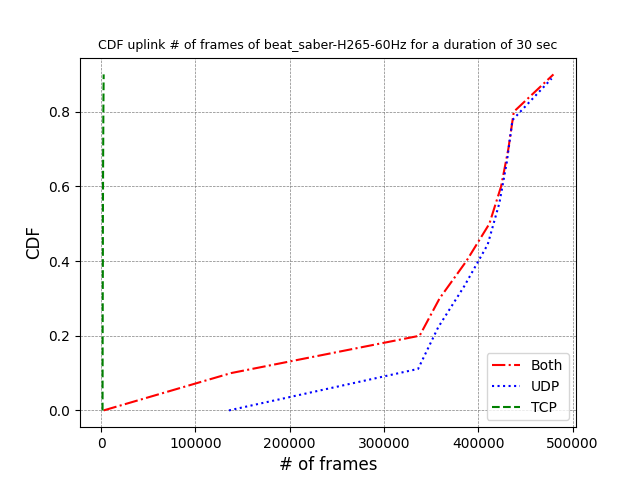 CDF uplink # of frames of beat_saber-H265-60Hz for a duration of 30 sec
CDF
0.8
0.6
0.4
0.2
0.0
Both
UDP
TCP
0 100000 200000 300000 400000 500000
# of frames